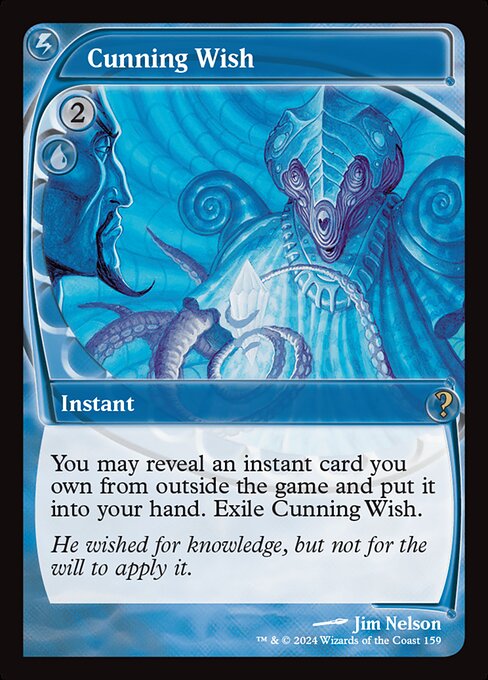 Cunning Wish
2
Instant
?
You may reveal an instant card you
own from outside the game and put it
into your hand. Exile Cunning Wish.
He wished for knowledge, but not for the
will to apply it.
Jim Nelson
™ & © 2024 Wizards of the Coast 159